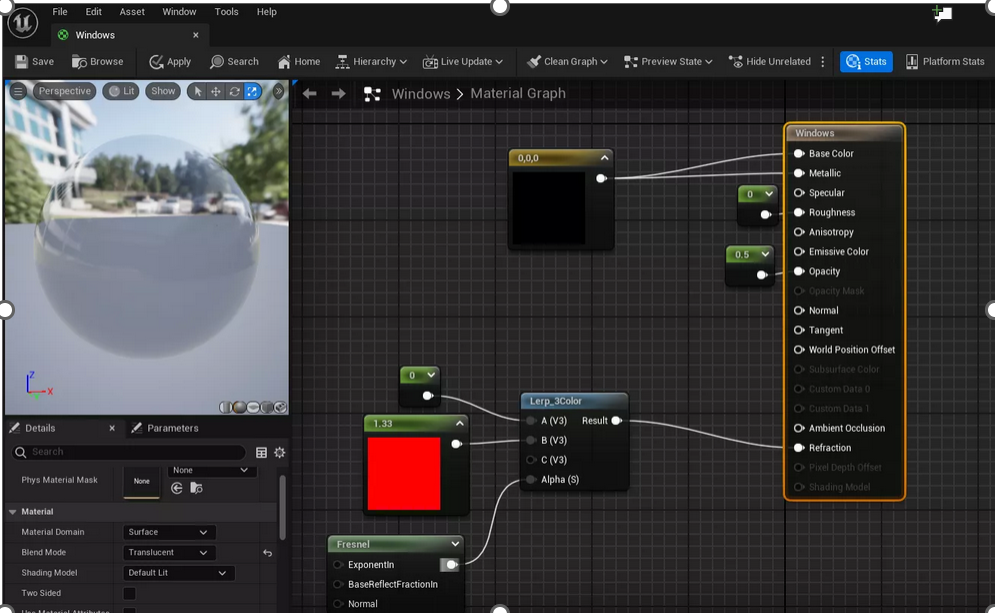 File Edit Asset Window Tools Help
Windows
Save Browse Apply Search Home Hierarchy Live Update Clean Graph Preview State Hide Unrelated Stats Platform Stats
Perspective Lit Show
Windows > Material Graph
Windows
0,0,0
Base Color
Metallic
0
Specular
Roughness
Anisotropy
0.5
Emissive Color
Opacity
Opacity Mask
Normal
Tangent
World Position Offset
Subsurface Color
Custom Data 0
Custom Data 1
Ambient Occlusion
Refraction
Pixel Depth Offset
Shading Model
0
1.33
Lerp_3Color
A (V3) Result
B (V3)
C (V3)
Alpha (S)
Fresnel
ExponentIn
BaseReflectFractionIn
Normal
Z
X
Details Parameters
Search
Phys Material Mask None None
Material
Material Domain Surface
Blend Mode Translucent
Shading Model Default Lit
Two Sided
Use Material Attributes